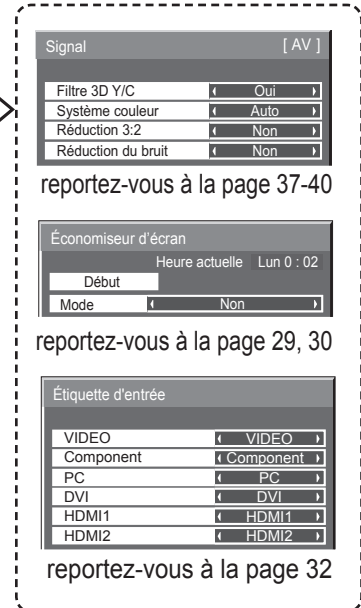 Signal [ AV ]
Filtre 3D Y/C Oui
Système couleur Auto
Réduction 3:2 Non
Réduction du bruit Non
reportez-vous à la page 37-40
Économiseur d'écran
Heure actuelle Lun 0 : 02
Début
Mode Non
reportez-vous à la page 29, 30
Étiquette d'entrée
VIDEO VIDEO
Component Component
PC PC
DVI DVI
HDMI1 HDMI1
HDMI2 HDMI2
reportez-vous à la page 32